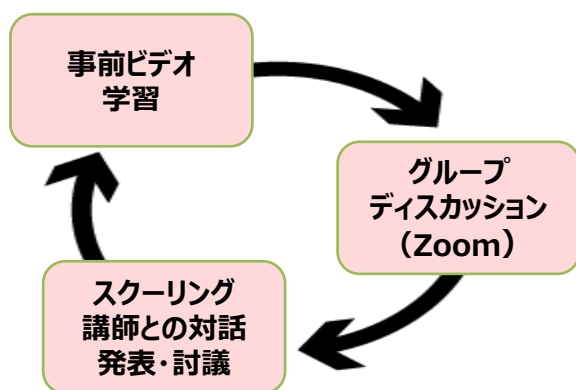 事前ビデオ
学習
グループ
ディスカッション
（Zoom）
スクーリング
講師との対話
発表・討議